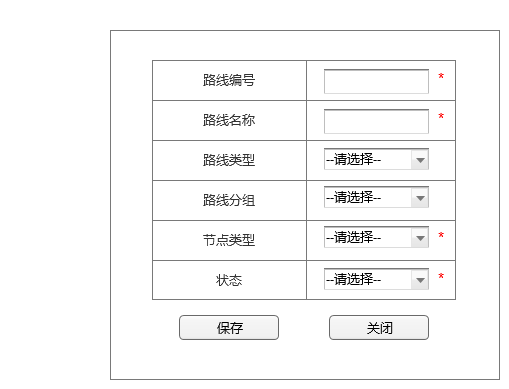 路线编号 *
路线名称 *
路线类型 --请选择--
路线分组 --请选择--
节点类型 --请选择-- *
状态 --请选择-- *
保存 关闭